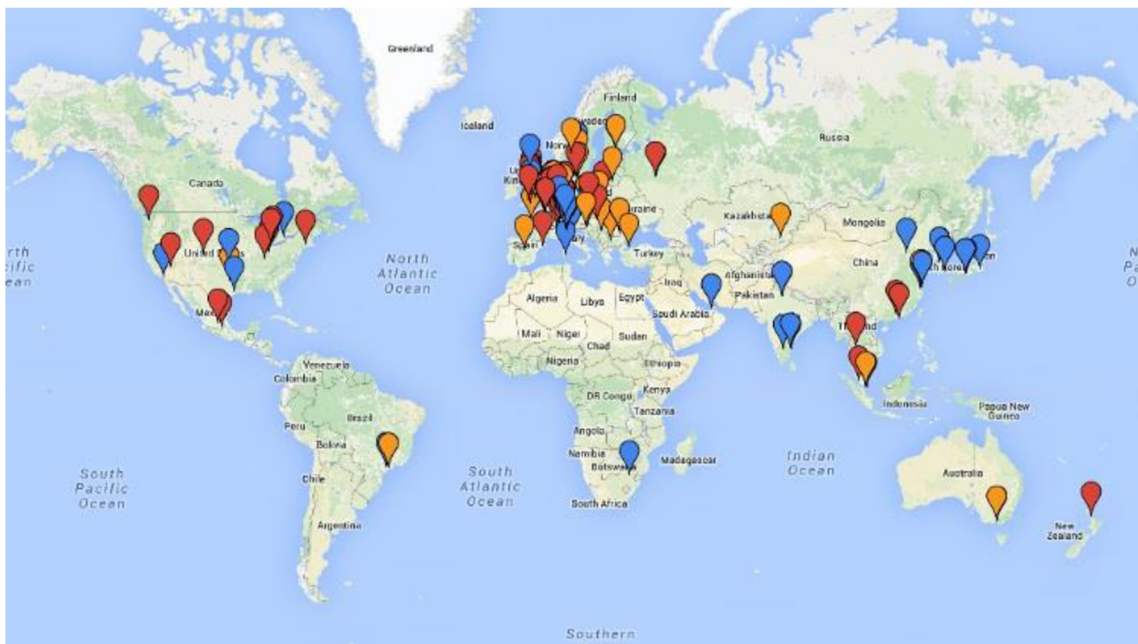 Greenland
Iceland
Finland
Russia
Canada
Kazakhstan
Mongolia
North
Atlantic
Ocean
Turkey
China
Afghanistan
Iraq
Pakistan
Algeria
Libya
Egypt
Saudi Arabia
Mali
Niger
Sudan
Chad
Nigeria
Ethiopia
Venezuela
Colombia
Kenya
DR Congo
Indonesia
Papua New
Guinea
Tanzania
Brazil
Peru
Angola
Bolivia
Namibia
Madagascar
Indian
Ocean
South
Pacific
Ocean
South
Atlantic
Ocean
Australia
Chile
South Africa
Argentina
New
Zealand
Southern